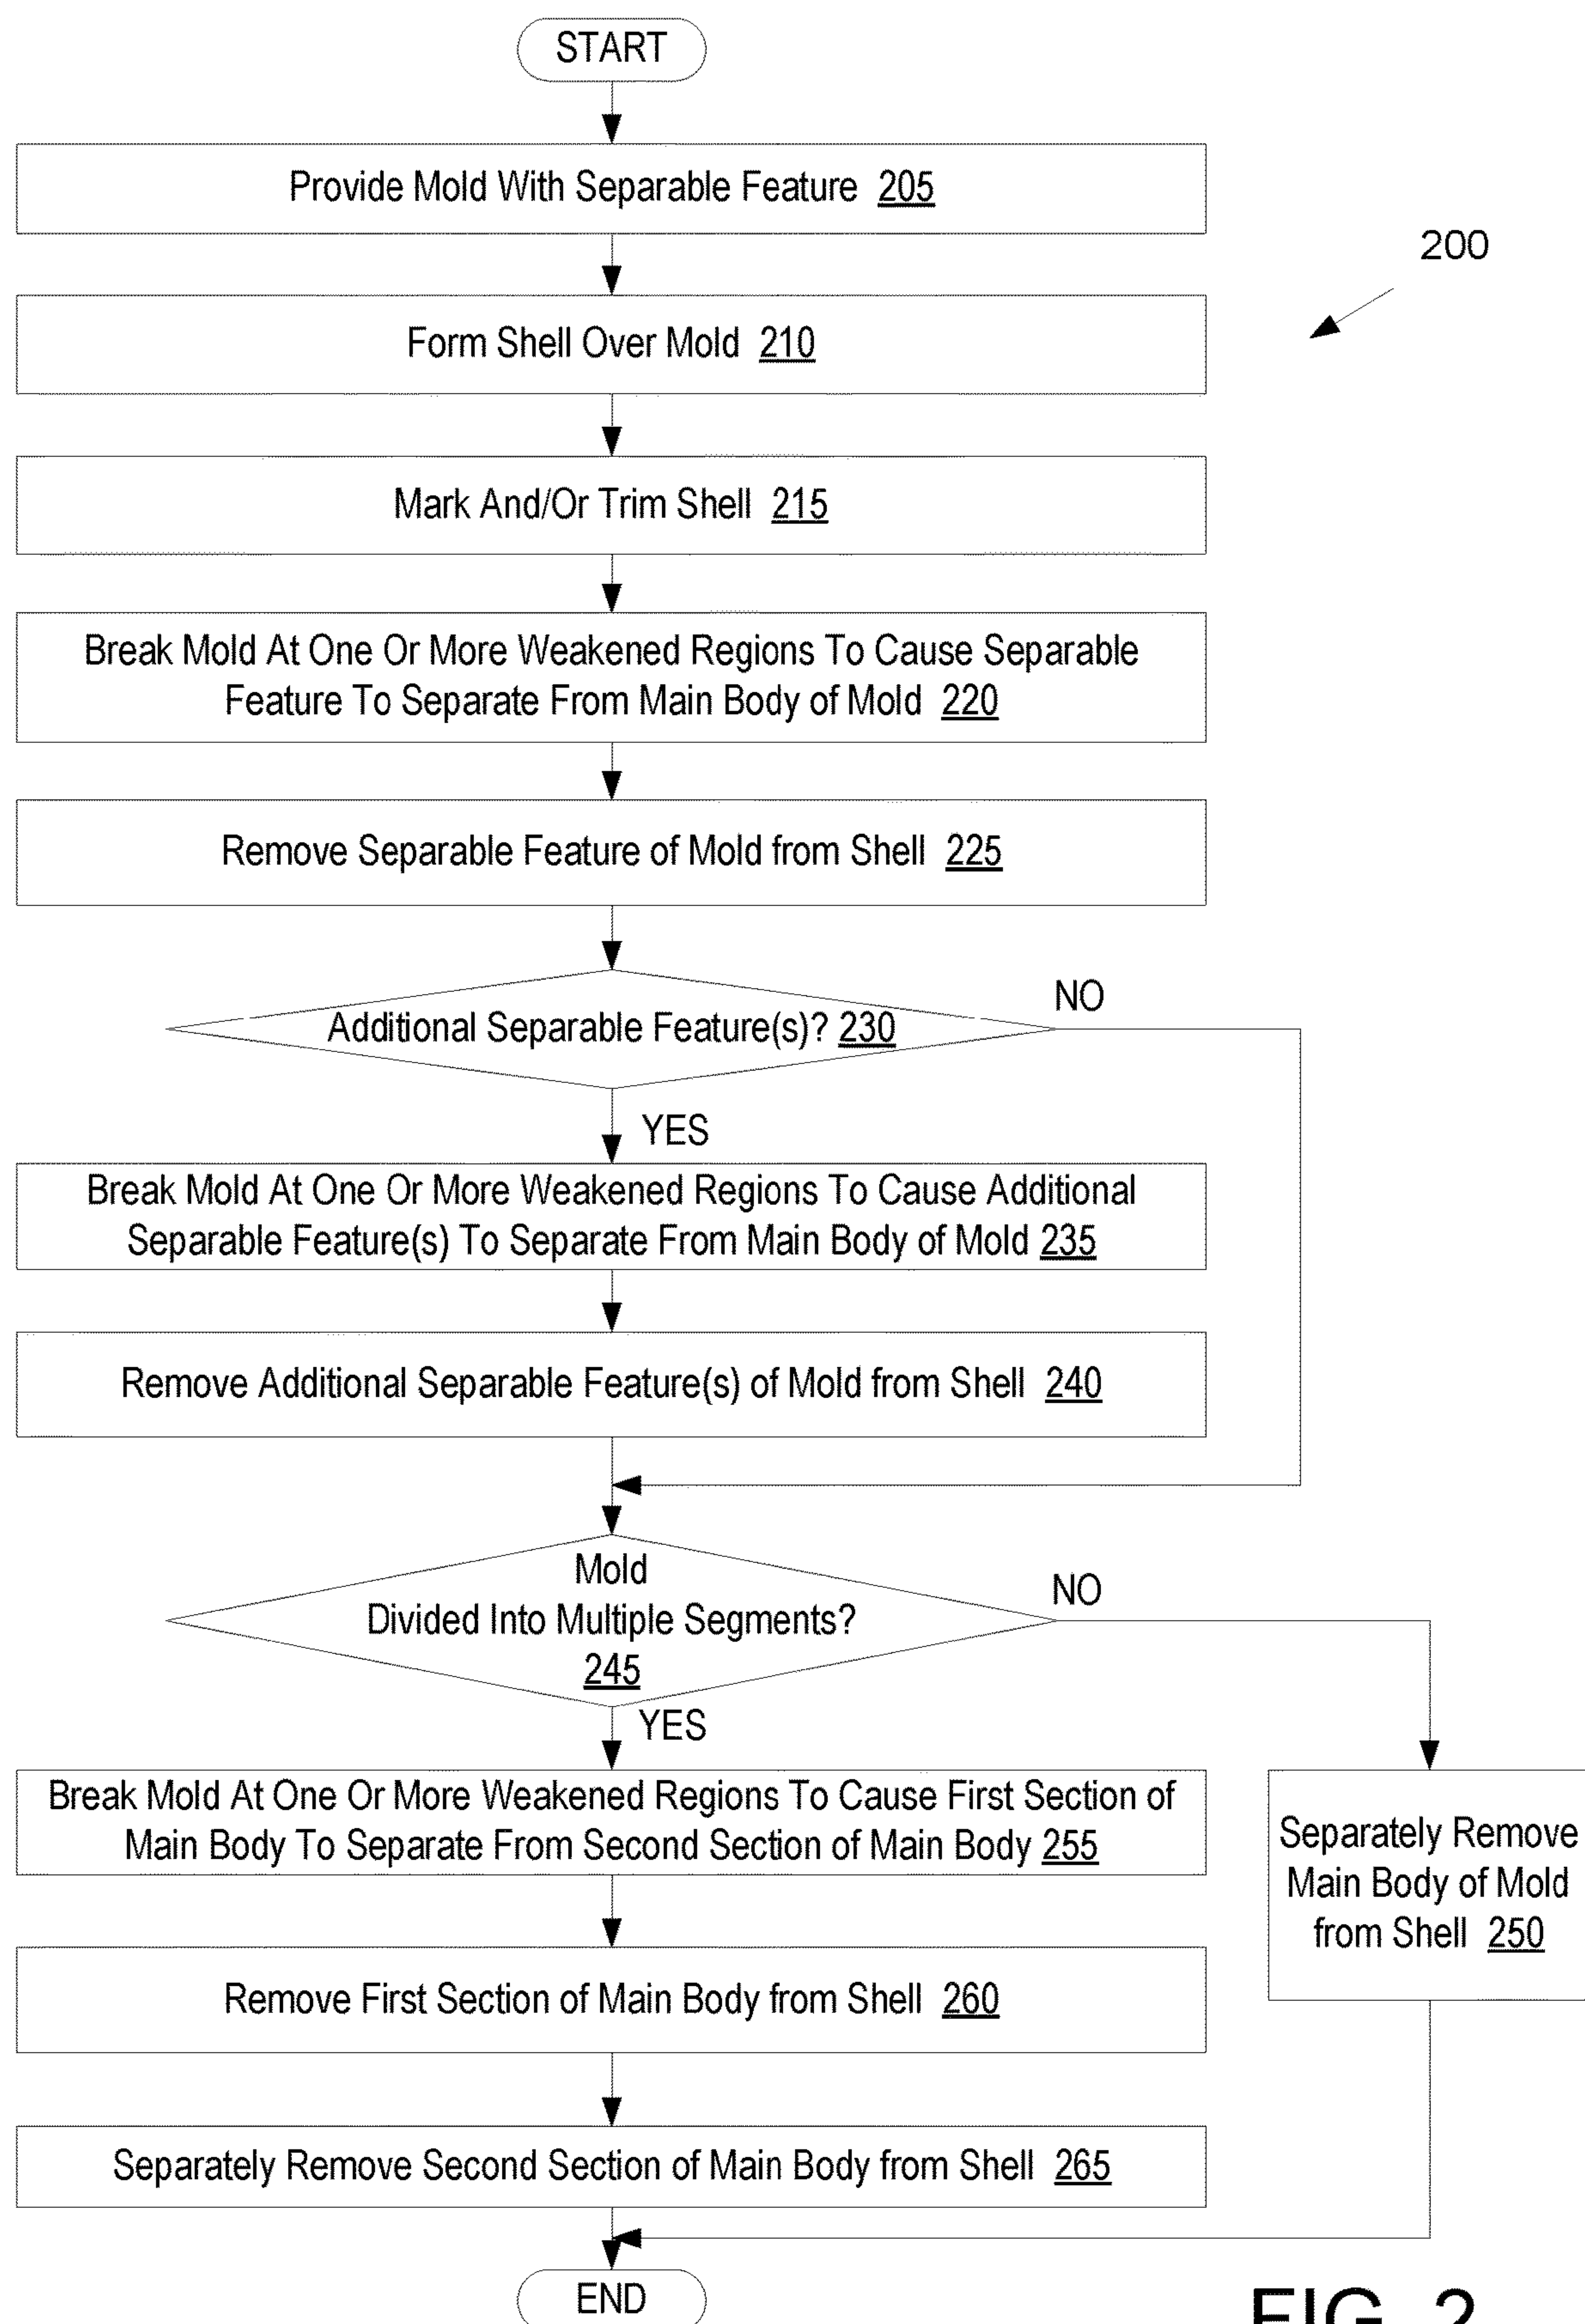 START
Provide Mold With Separable Feature 205
200
Form Shell Over Mold 210
Mark And/Or Trim Shell 215
Break Mold At One Or More Weakened Regions To Cause Separable
Feature To Separate From Main Body of Mold 220
Remove Separable Feature of Mold from Shell 225
Additional Separable Feature(s)? 230
NO
YES
Break Mold At One Or More Weakened Regions To Cause Additional
Separable Feature(s) To Separate From Main Body of Mold 235
Remove Additional Separable Feature(s) of Mold from Shell 240
Mold
Divided Into Multiple Segments?
245
NO
YES
Break Mold At One Or More Weakened Regions To Cause First Section of
Main Body To Separate From Second Section of Main Body 255
Separately Remove
Main Body of Mold
from Shell 250
Remove First Section of Main Body from Shell 260
Separately Remove Second Section of Main Body from Shell 265
END
FIG. 2